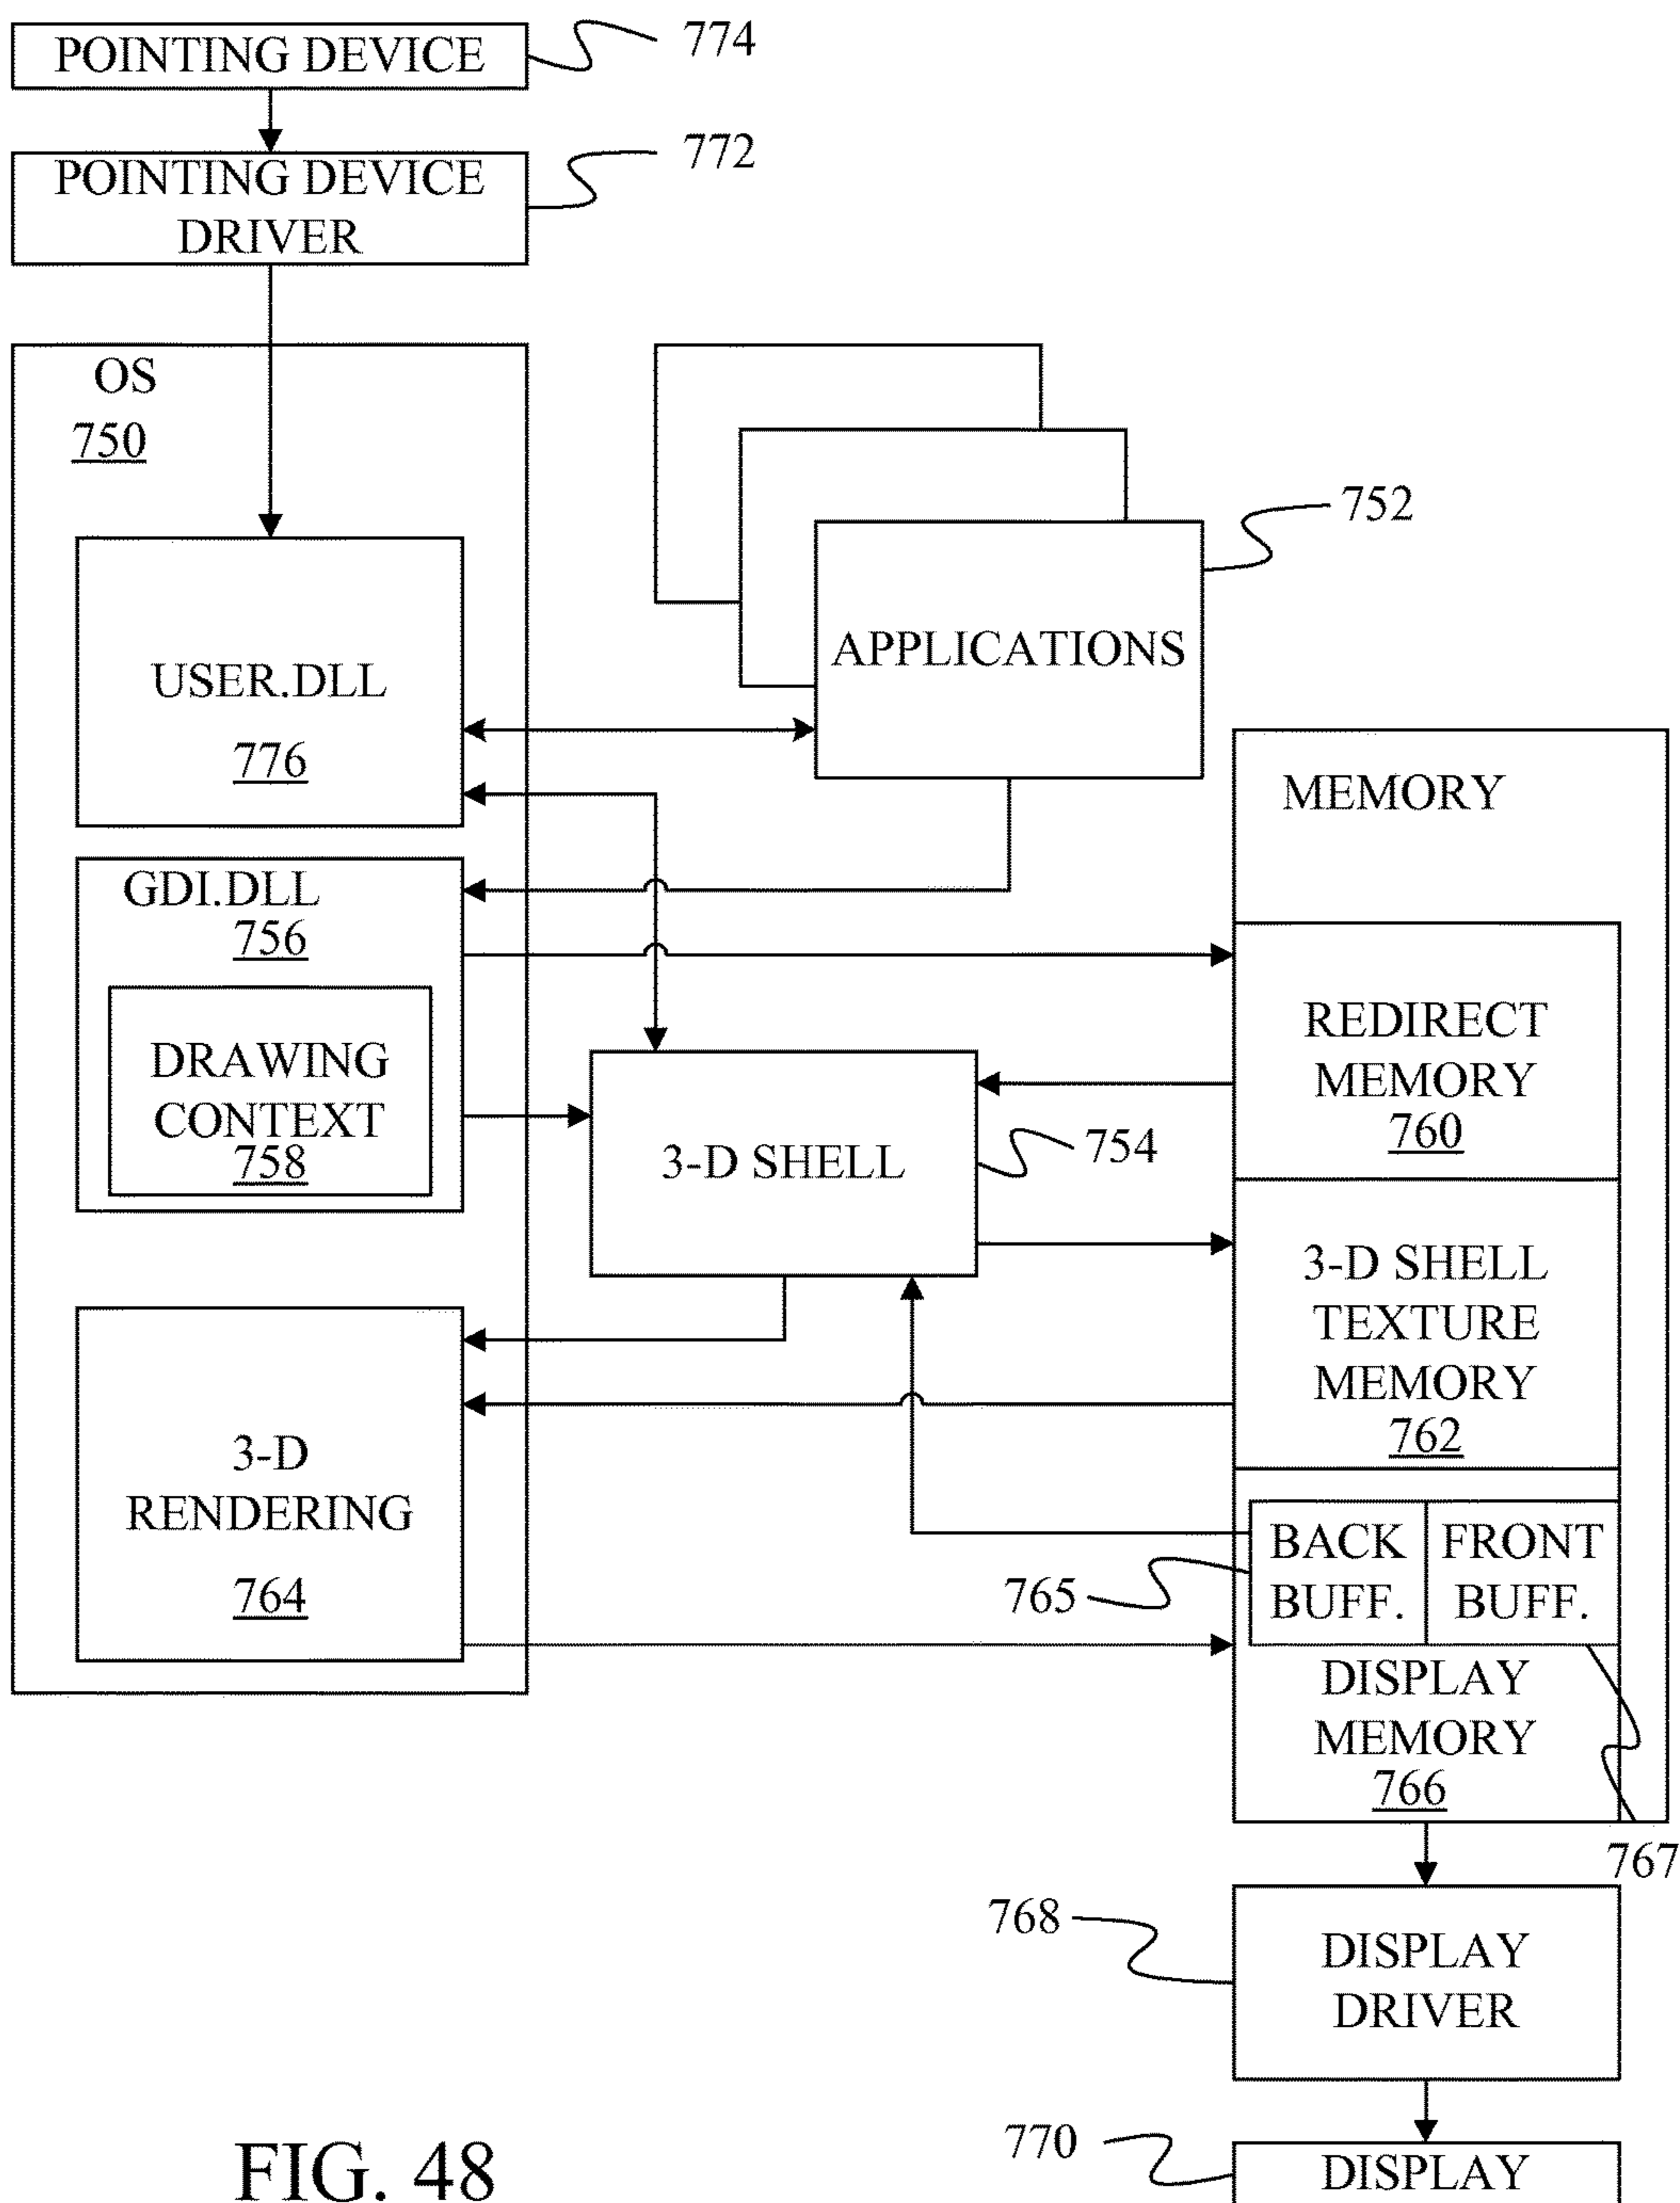 POINTING DEVICE
774
POINTING DEVICE
DRIVER
772
OS
750
USER.DLL
776
APPLICATIONS
752
GDI.DLL
756
DRAWING
CONTEXT
758
3-D SHELL
754
MEMORY
REDIRECT
MEMORY
760
3-D SHELL
TEXTURE
MEMORY
762
3-D
RENDERING
764
BACK
BUFF.
765
FRONT
BUFF.
767
DISPLAY
MEMORY
766
768
DISPLAY
DRIVER
770
DISPLAY
FIG. 48